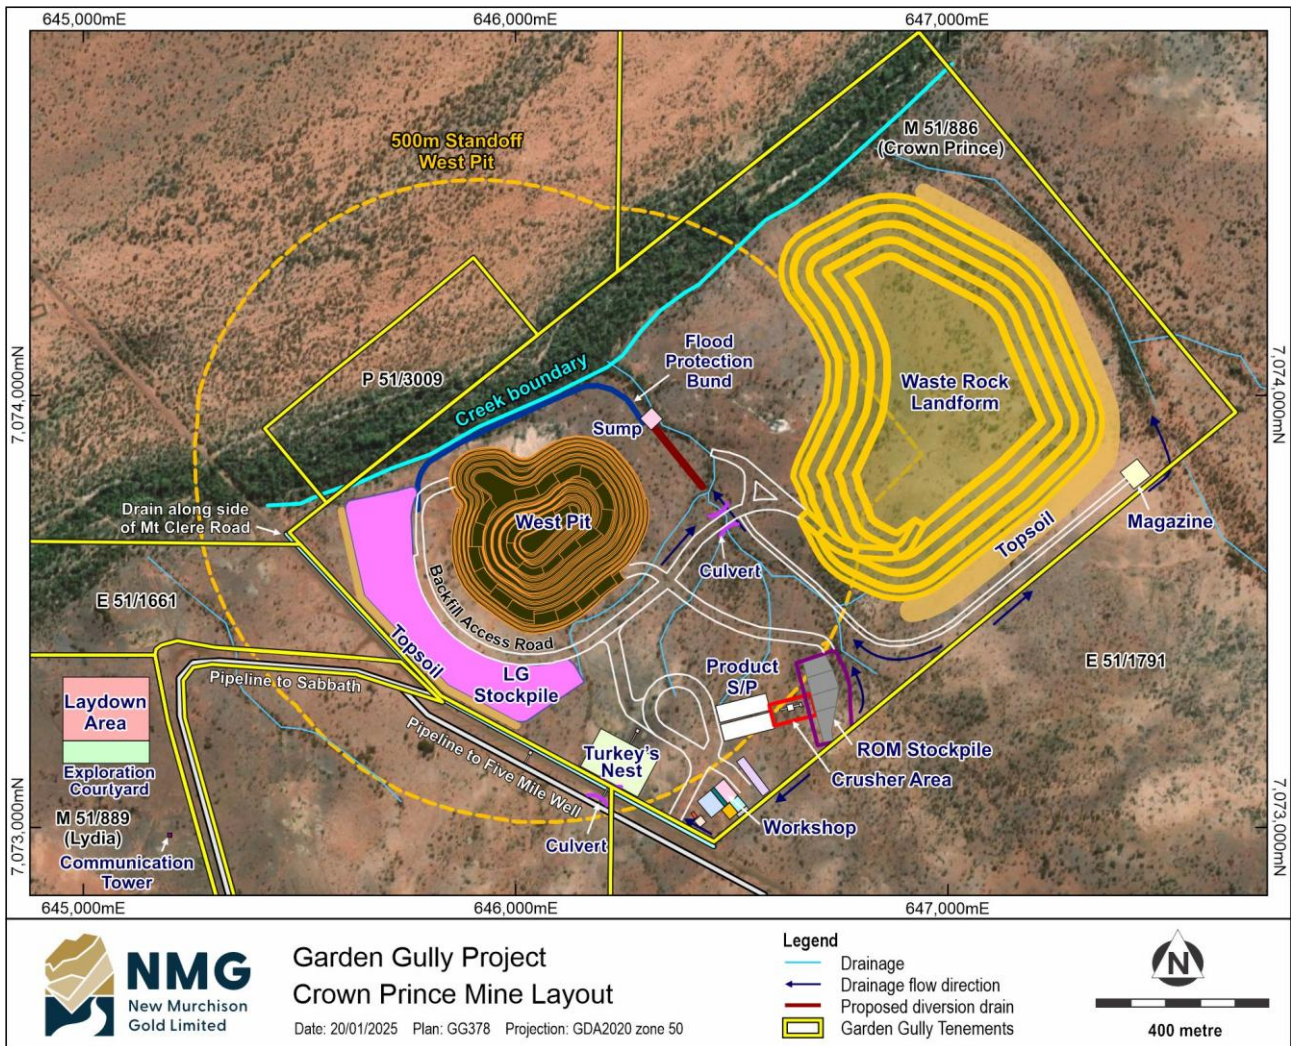 645,000mE
646,000mE
647,000mE
M 51/886
(Crown Prince)
500m Standoff
West Pit
7,074,000mN
7,074,000mN
P 51/3009
Creek boundary
Flood
Protection
Bund
Waste Rock
Landform
Sump
Drain along side
of Mt Clere Road
West Pit
Magazine
Topsoil
Culvert
E 51/1661
Backfill Access Road
Topsoil
LG
Stockpile
Product
S/P
E 51/1791
Pipeline to Sabbath
Laydown
Area
Exploration
Courtyard
Pipeline to Five Mile Well
Turkey's
Nest
ROM Stockpile
Crusher Area
Workshop
Culvert
M 51/889
(Lydia)
Communication
Tower
7,073,000mN
7,073,000mN
645,000mE
646,000mE
647,000mE
NMG
New Murchison
Gold Limited
Garden Gully Project
Crown Prince Mine Layout
Date: 20/01/2025 Plan: GG378 Projection: GDA2020 zone 50
Legend
Drainage
Drainage flow direction
Proposed diversion drain
Garden Gully Tenements
N
400 metre